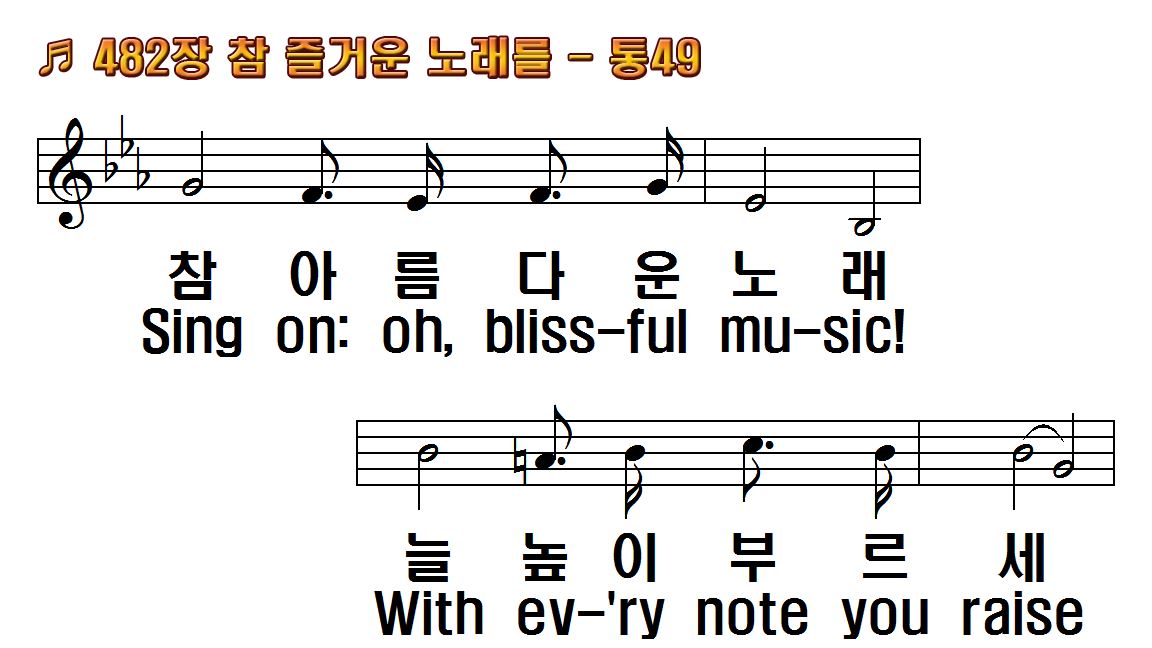 ♬ 482장 참 즐거운 노래를 - 통49
참 아 름 다 운 노 래
Sing on: oh, bliss-ful mu-sic!
늘 높 이 부 르 세
With ev-'ry note you raise